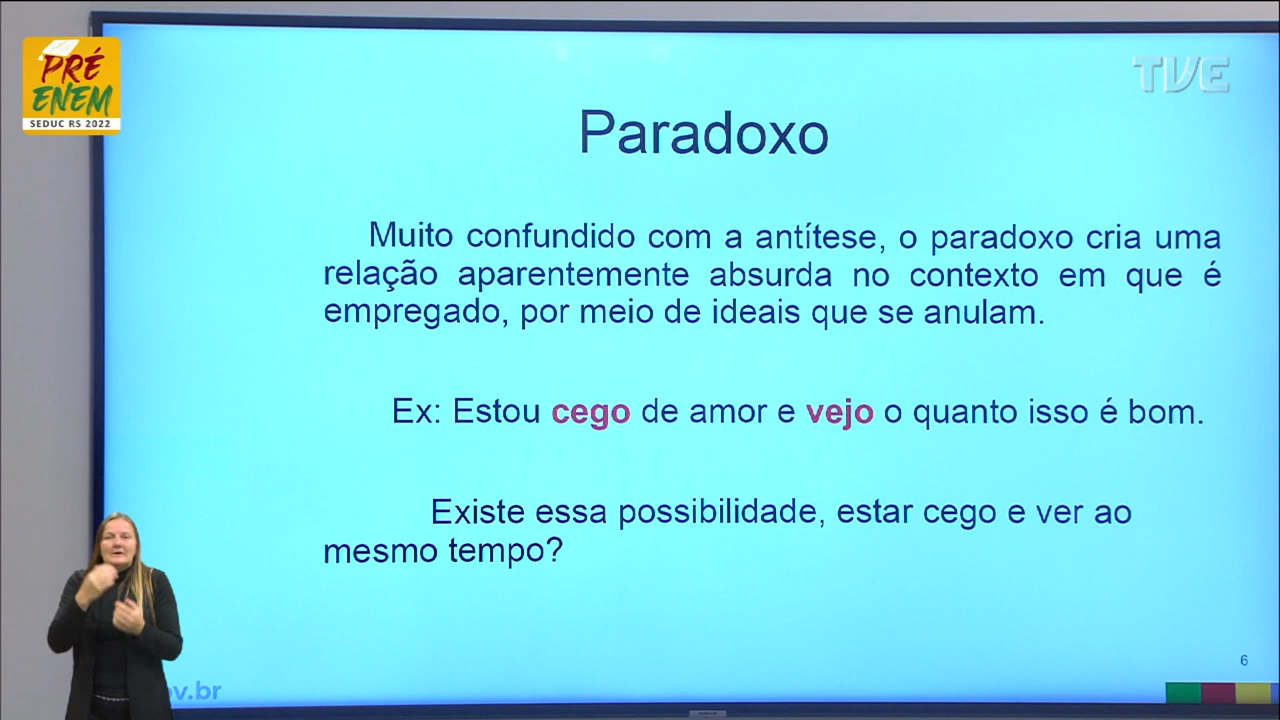 PRÉ
ENEM
SEDUC RS 2022
TVE
Paradoxo
Muito confundido com a antítese, o paradoxo cria uma
relação aparentemente absurda no contexto em que é
empregado, por meio de ideais que se anulam.
Ex: Estou cego de amor e vejo o quanto isso é bom.
Existe essa possibilidade, estar cego e ver ao
mesmo tempo?
6
ov.br